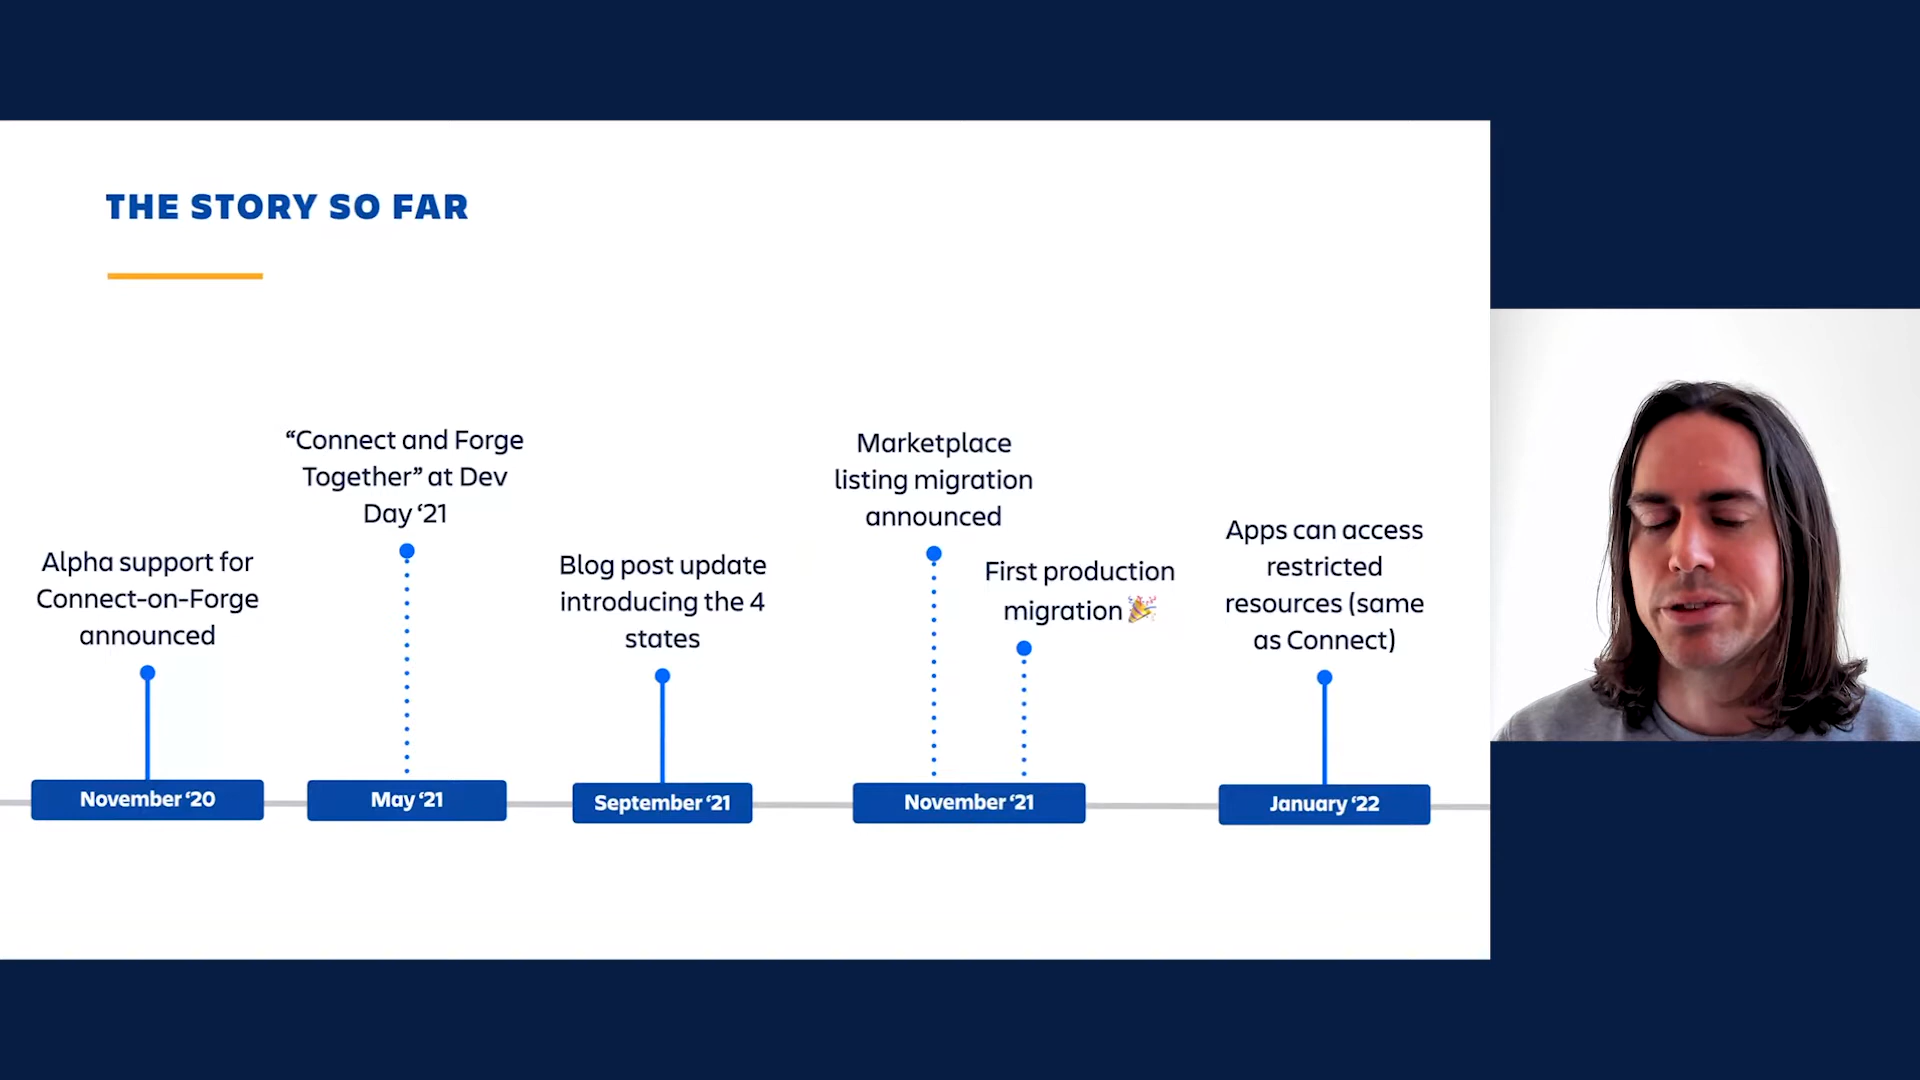 THE STORY SO FAR
Alpha support for
Connect-on-Forge
announced
November ‘20
“Connect and Forge
Together” at Dev
Day ‘21
May ‘21
Blog post update
introducing the 4
states
September ‘21
Marketplace
listing migration
announced
First production
migration 🎉
November ‘21
Apps can access
restricted
resources (same
as Connect)
January ‘22